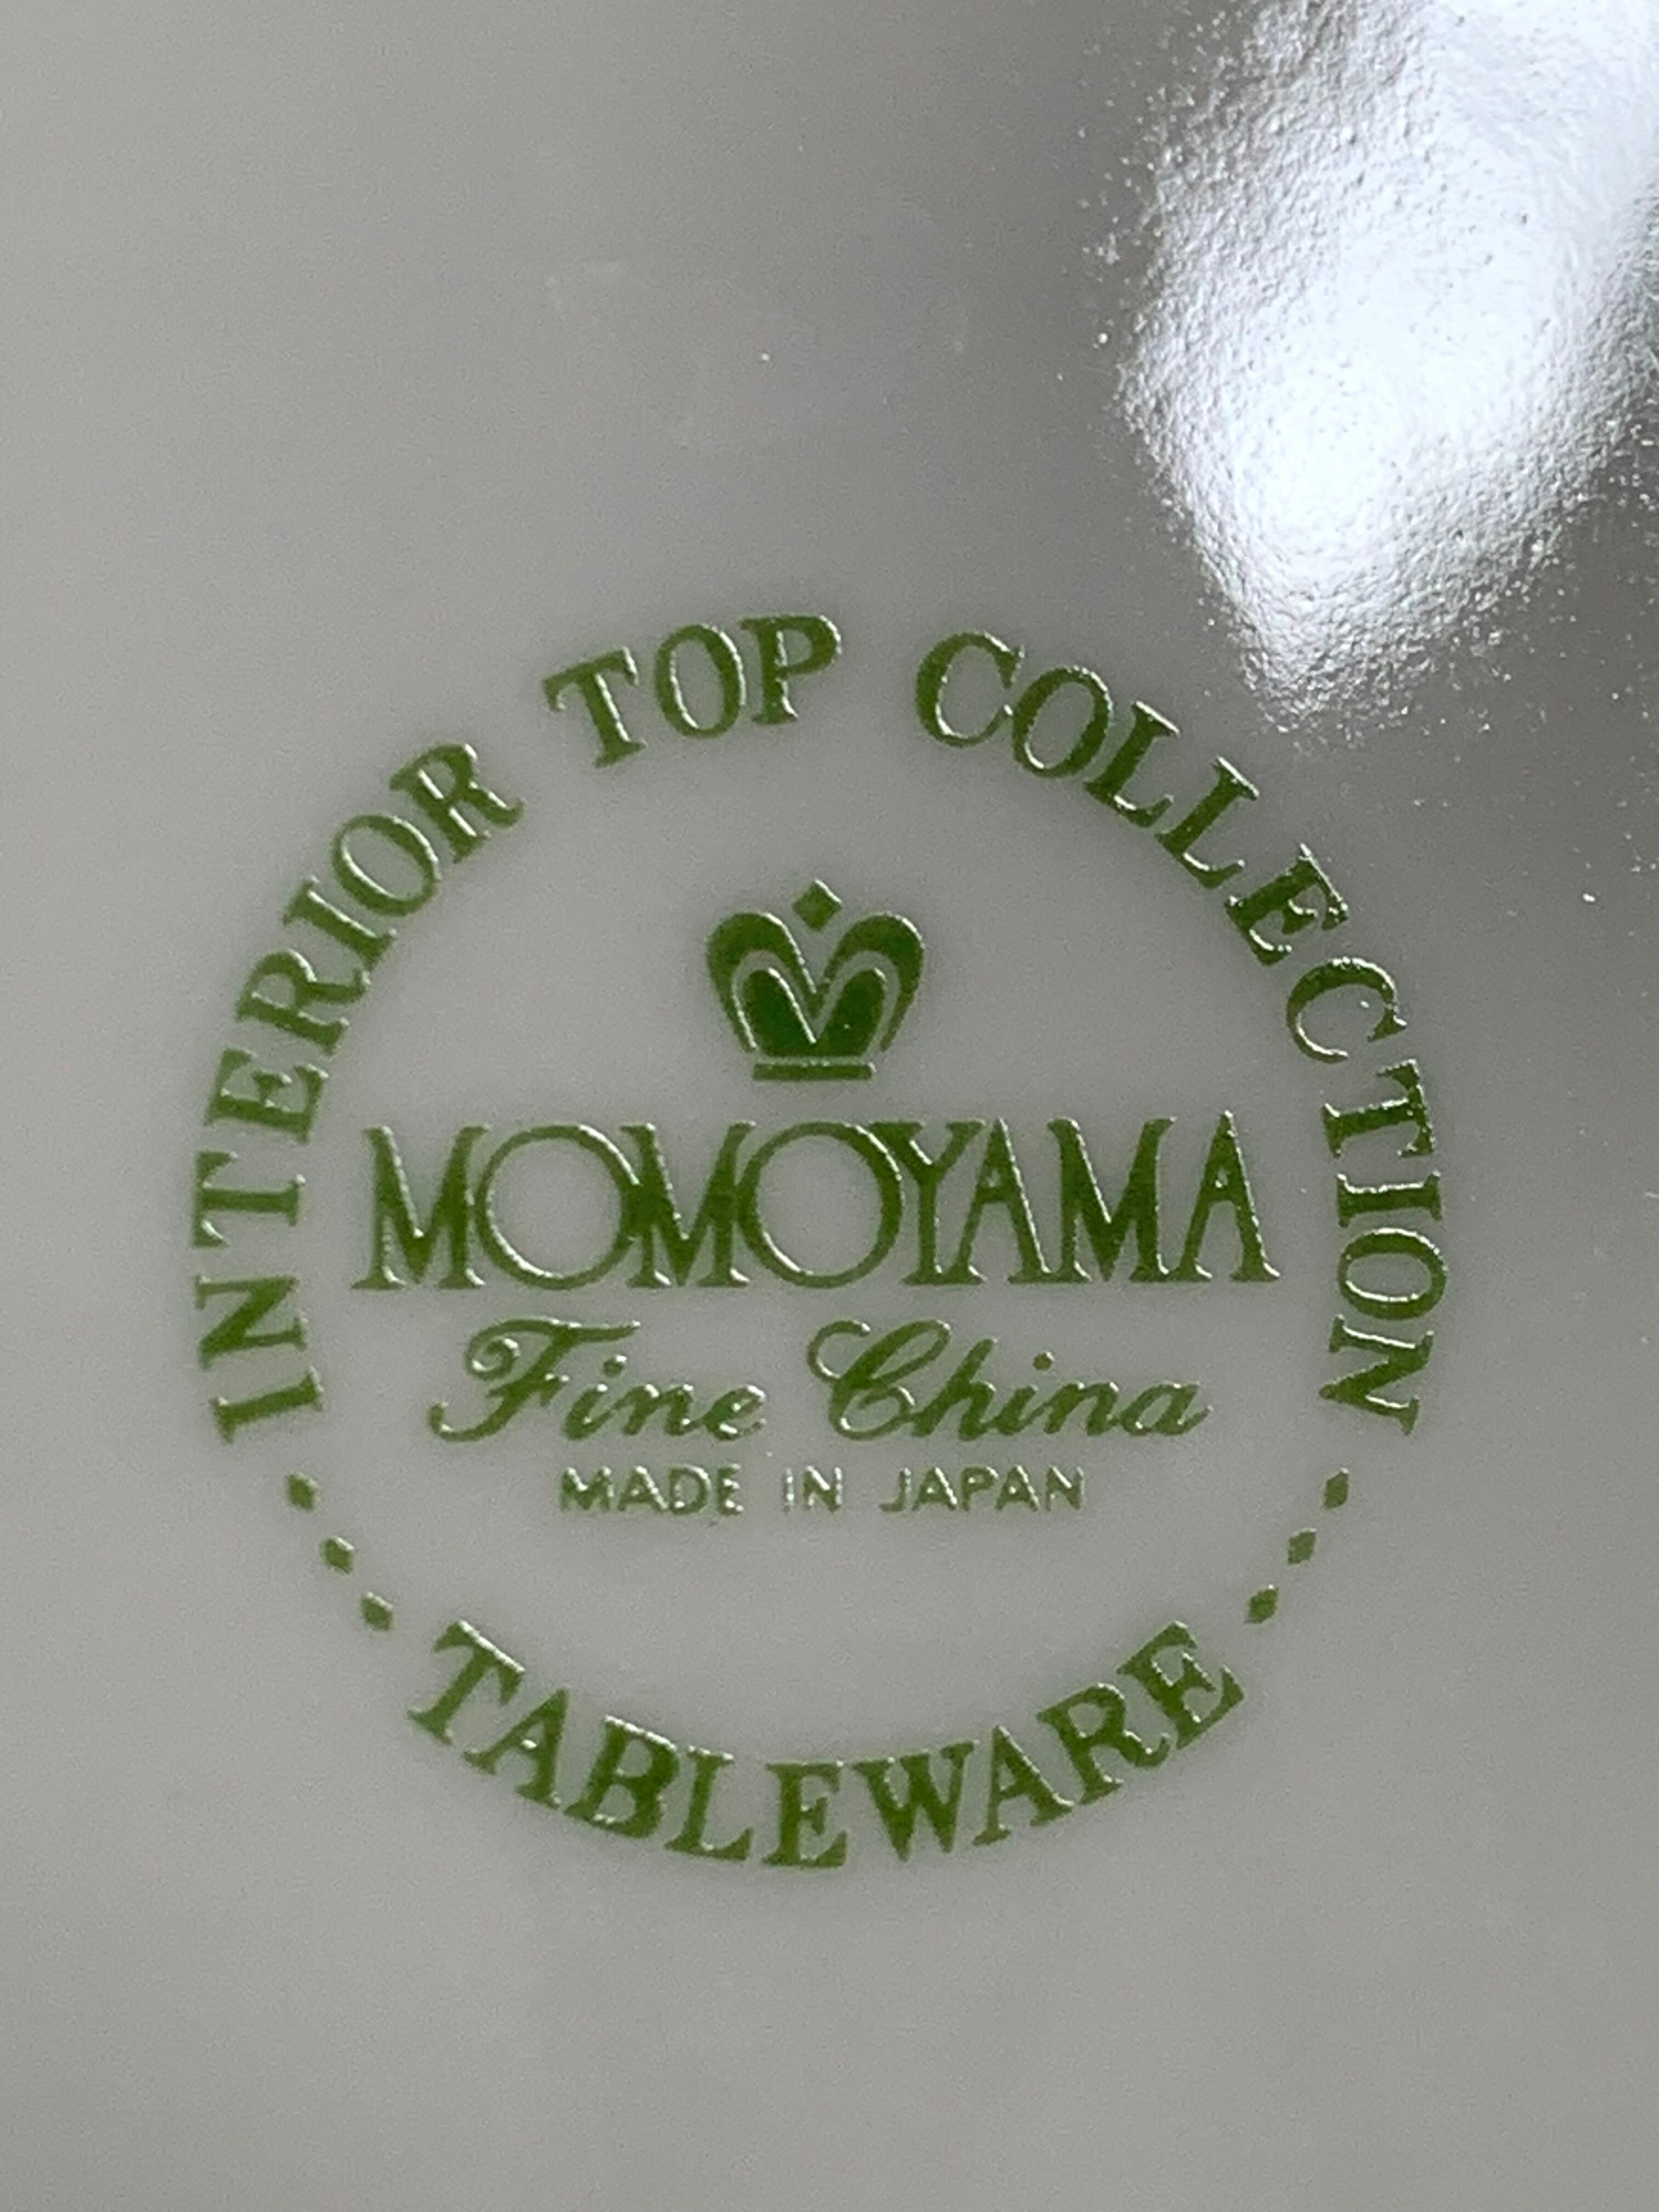 INTERIOR TOP COLLECTION
MOMOYAMA
Fine China
MADE IN JAPAN
TABLEWARE